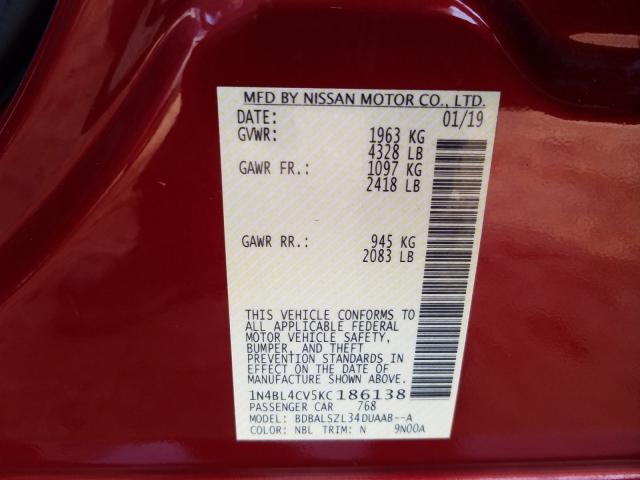 MFD BY NISSAN MOTOR CO., LTD.
DATE: 01/19
GVWR: 1963 KG
4328 LB
GAWR FR.: 1097 KG
2418 LB
GAWR RR.: 945 KG
2083 LB
THIS VEHICLE CONFORMS TO
ALL APPLICABLE FEDERAL
MOTOR VEHICLE SAFETY,
BUMPER, AND THEFT
PREVENTION STANDARDS IN
EFFECT ON THE DATE OF
MANUFACTURE SHOWN ABOVE.
1N4BL4CV5KC186138
PASSENGER CAR 768
MODEL: BDBALSZL34DUAAB--A
COLOR: NBL TRIM: N 9N00A